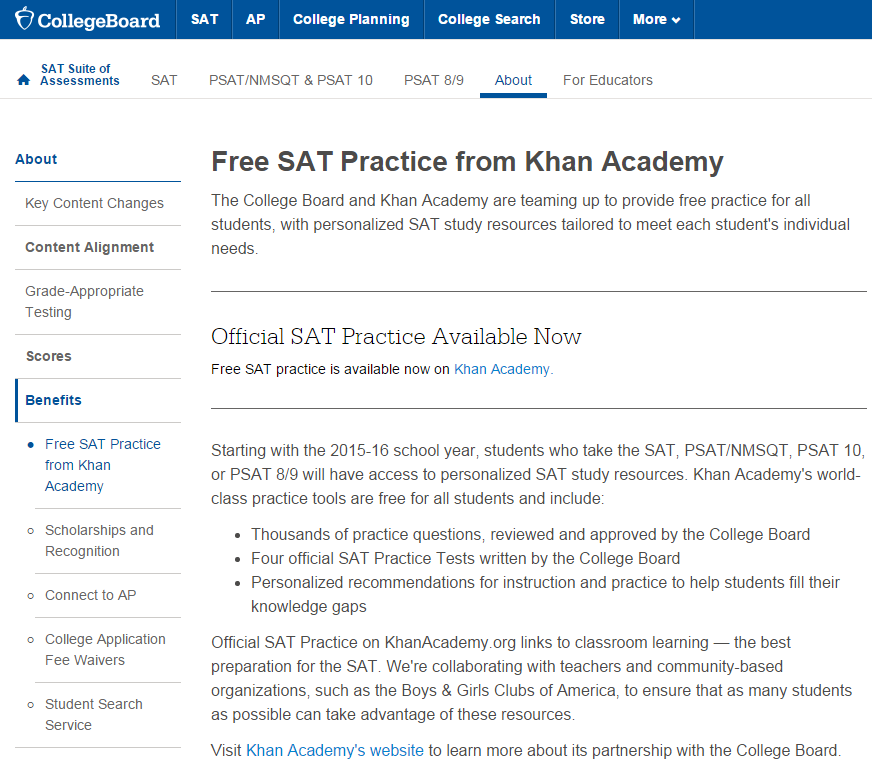 CollegeBoard SAT AP College Planning College Search Store More
SAT Suite of
Assessments
SAT PSAT/NMSQT & PSAT 10 PSAT 8/9 About For Educators
About
Key Content Changes
Content Alignment
Grade-Appropriate
Testing
Scores
Benefits
Free SAT Practice
from Khan
Academy
Scholarships and
Recognition
Connect to AP
College Application
Fee Waivers
Student Search
Service
Free SAT Practice from Khan Academy
The College Board and Khan Academy are teaming up to provide free practice for all
students, with personalized SAT study resources tailored to meet each student's individual
needs.
Official SAT Practice Available Now
Free SAT practice is available now on Khan Academy.
Starting with the 2015-16 school year, students who take the SAT, PSAT/NMSQT, PSAT 10,
or PSAT 8/9 will have access to personalized SAT study resources. Khan Academy's world-
class practice tools are free for all students and include:
• Thousands of practice questions, reviewed and approved by the College Board
• Four official SAT Practice Tests written by the College Board
• Personalized recommendations for instruction and practice to help students fill their
knowledge gaps
Official SAT Practice on KhanAcademy.org links to classroom learning — the best
preparation for the SAT. We're collaborating with teachers and community-based
organizations, such as the Boys & Girls Clubs of America, to ensure that as many students
as possible can take advantage of these resources.
Visit Khan Academy's website to learn more about its partnership with the College Board.